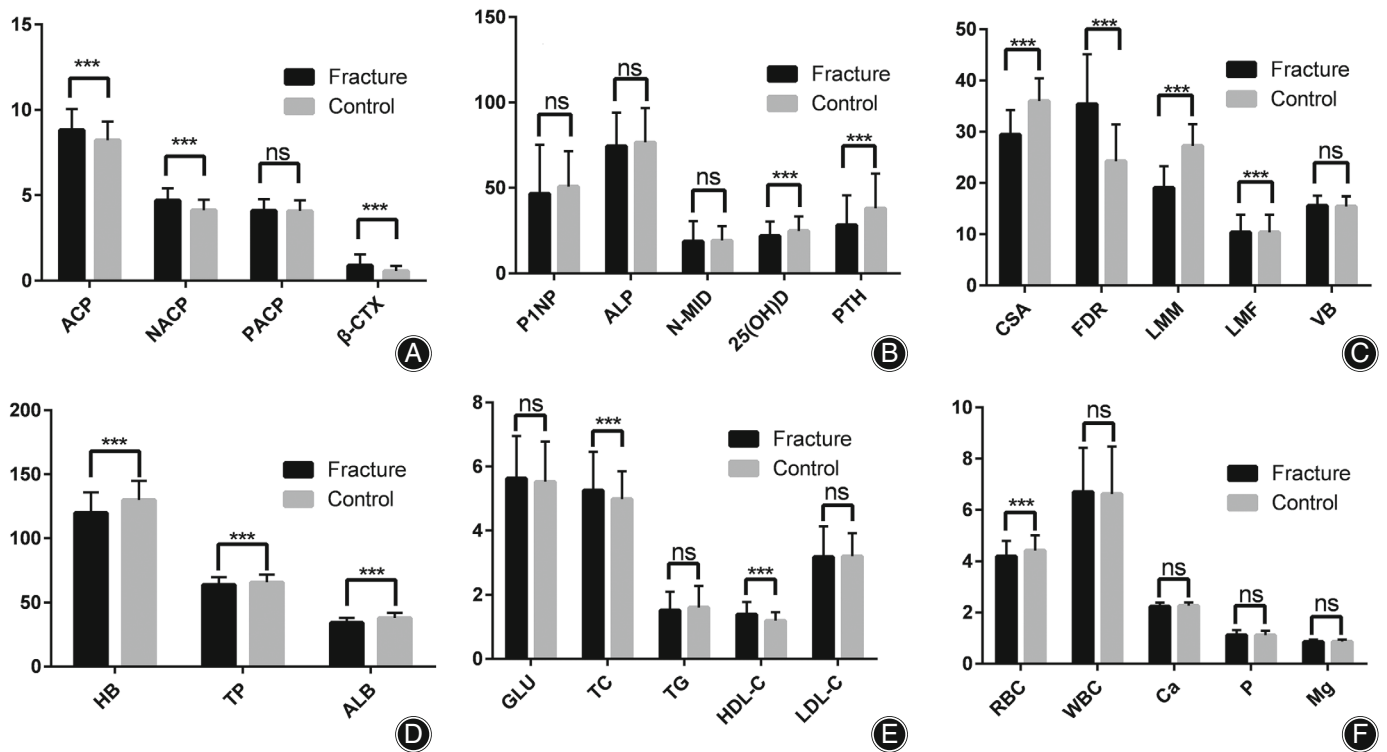 15
10
5
0
***
***
ns
***
Fracture
Control
ACP
NACP
PACP
β-CTX
A
150
100
50
0
ns
ns
ns
***
***
Fracture
Control
P1NP
ALP
N-MID
25(OH)D
PTH
B
50
40
30
20
10
0
***
***
***
***
ns
Fracture
Control
CSA
FDR
LMM
LMF
VB
C
200
150
100
50
0
***
***
***
Fracture
Control
HB
TP
ALB
D
8
6
4
2
0
ns
***
ns
***
ns
Fracture
Control
GLU
TC
TG
HDL-C
LDL-C
E
10
8
6
4
2
0
***
ns
ns
ns
ns
Fracture
Control
RBC
WBC
Ca
P
Mg
F